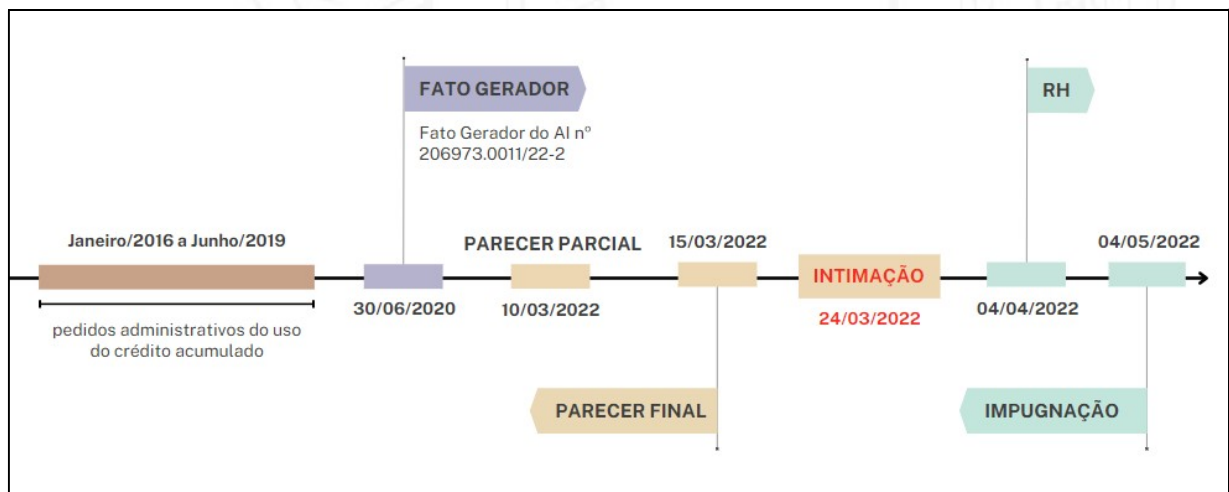 FATO GERADOR
Fato Gerador do AI nº
206973.0011/22-2
RH
Janeiro/2016 a Junho/2019
pedidos administrativos do uso
do crédito acumulado
30/06/2020
PARECER PARCIAL
10/03/2022
15/03/2022
PARECER FINAL
INTIMAÇÃO
24/03/2022
04/04/2022
04/05/2022
IMPUGNAÇÃO